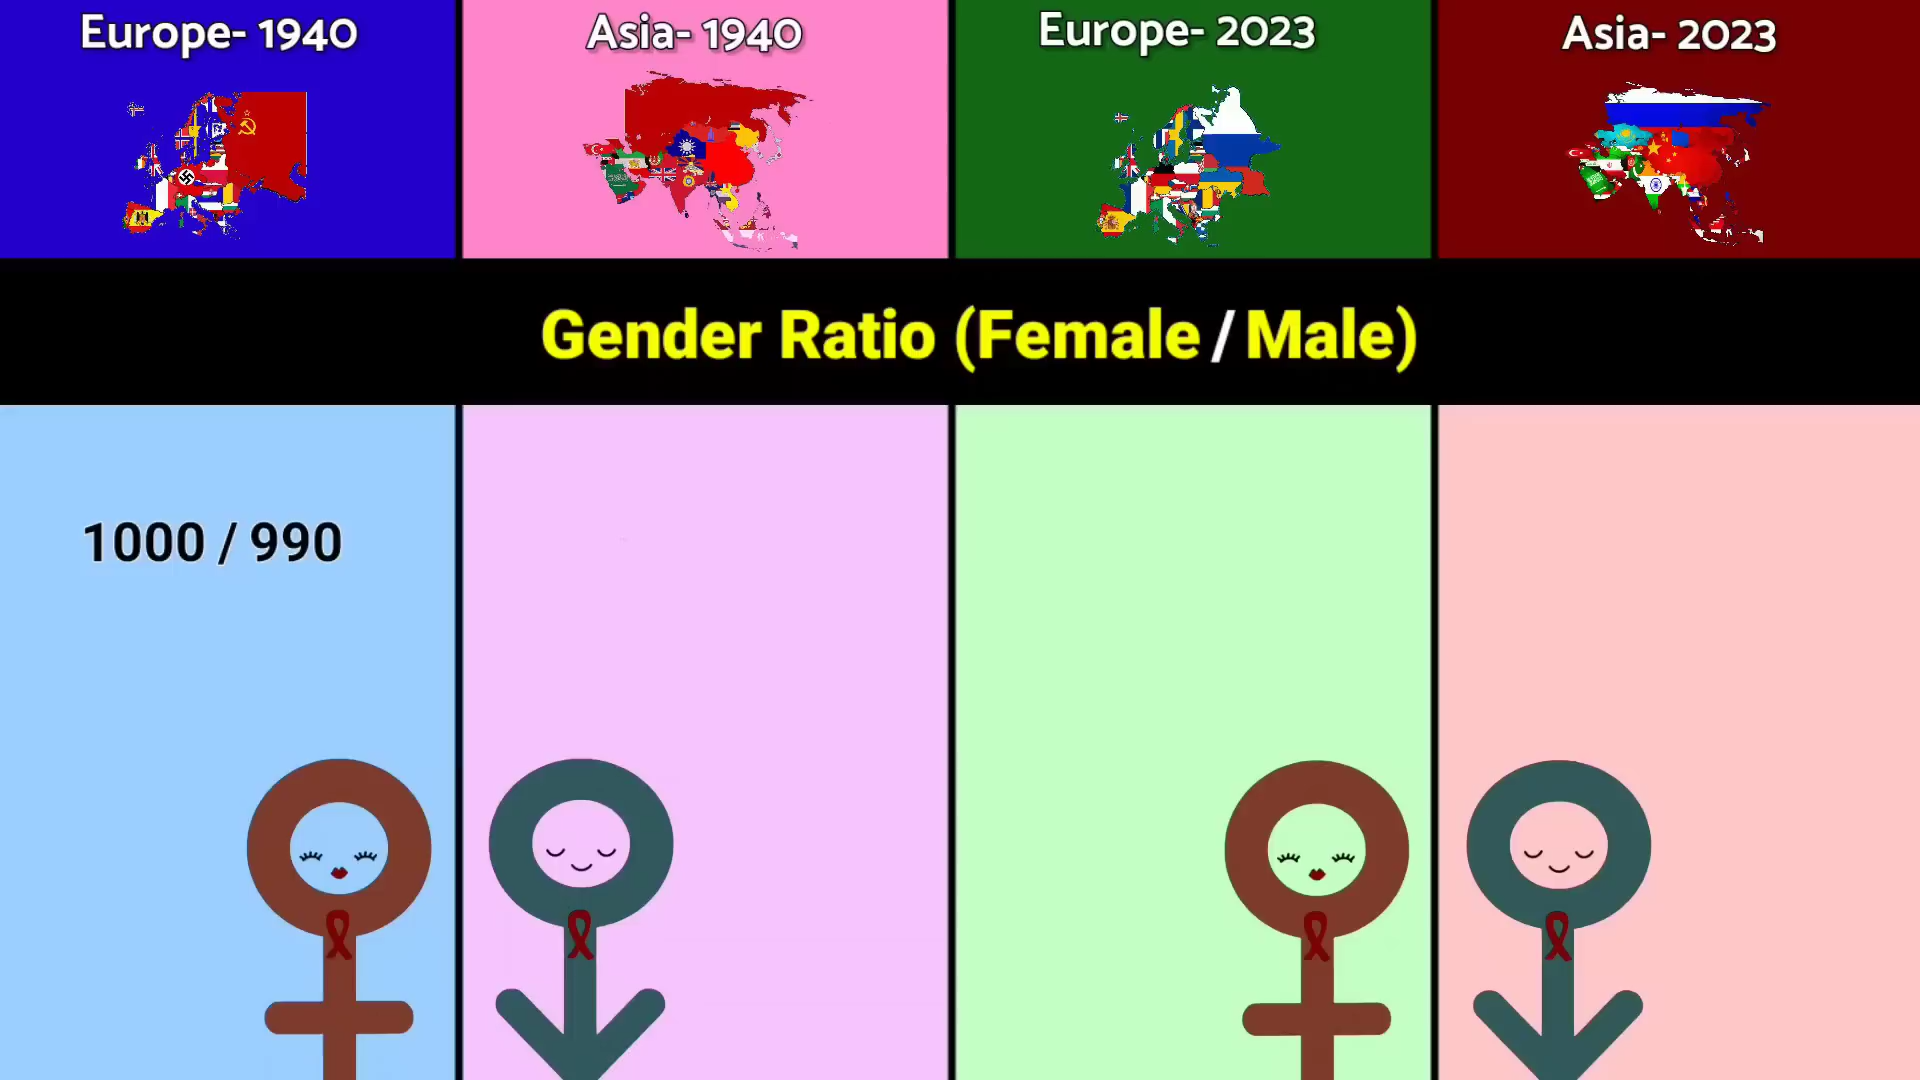 Europe- 1940
Asia- 1940
Europe- 2023
Asia- 2023
Gender Ratio (Female / Male)
1000 / 990